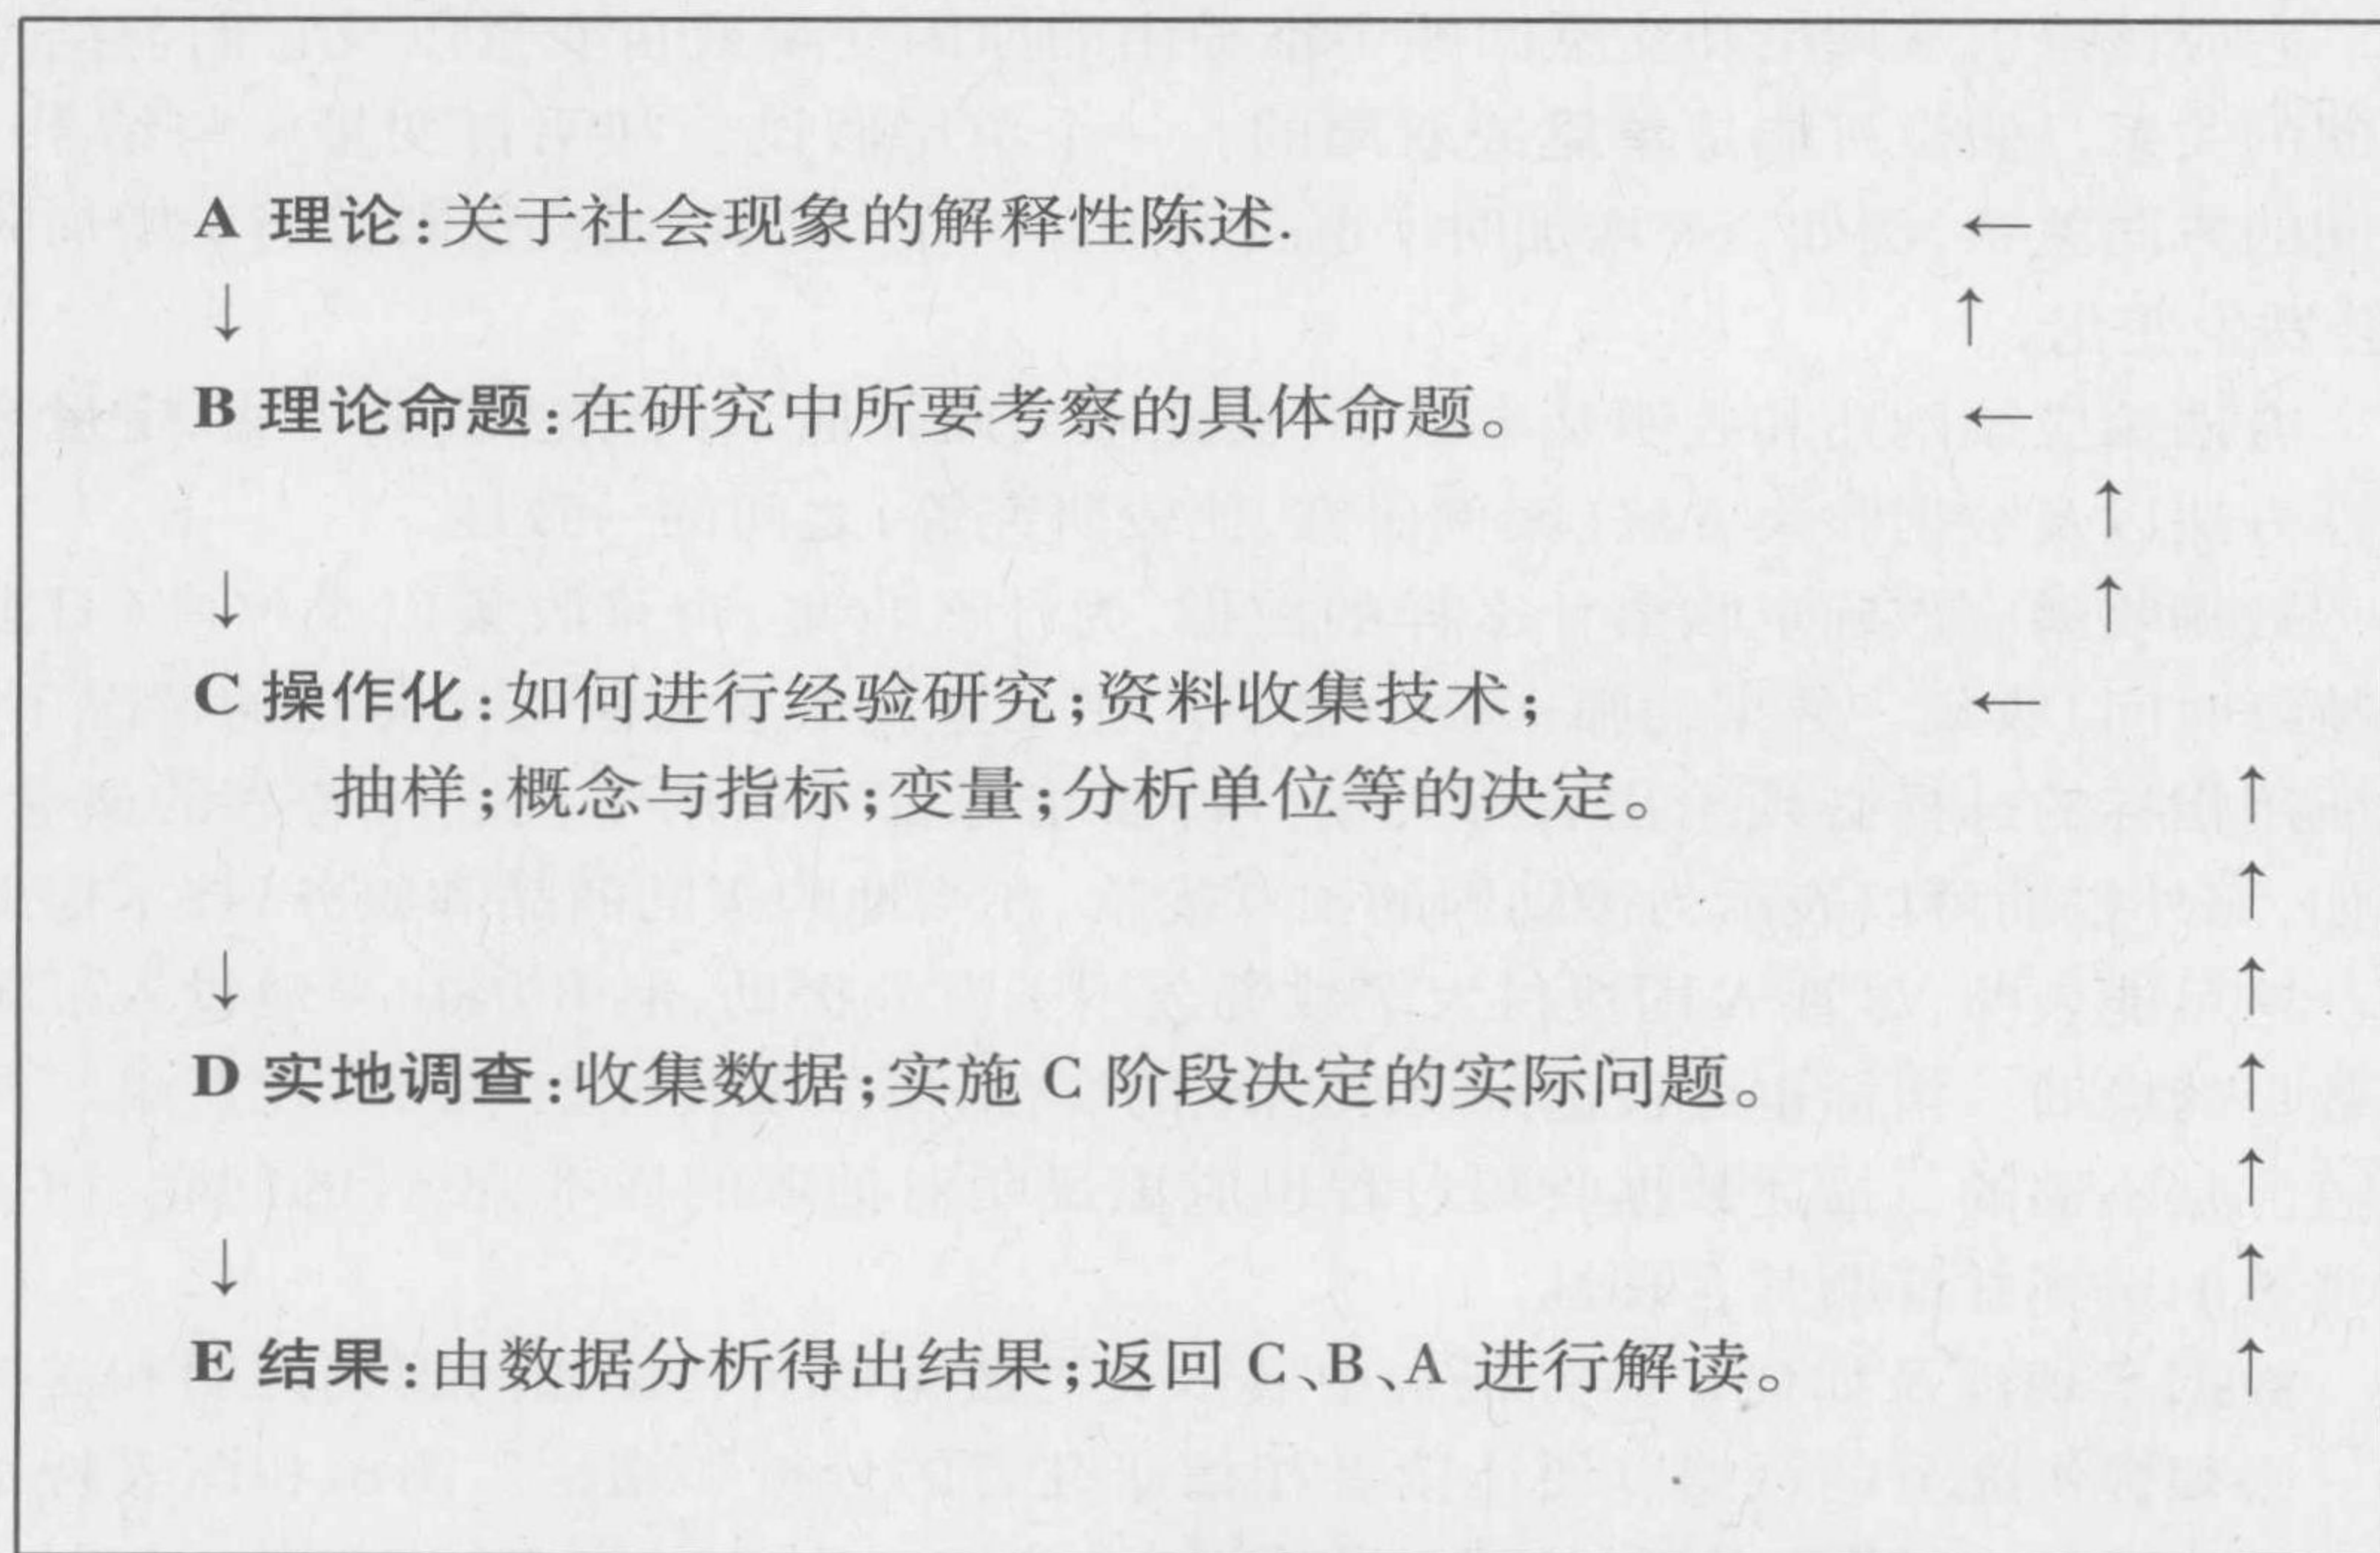 A 理论:关于社会现象的解释性陈述. ←
↓ ↑
B 理论命题:在研究中所要考察的具体命题。 ←
↑
↓ ↑
C 操作化:如何进行经验研究;资料收集技术; ←
抽样;概念与指标;变量;分析单位等的决定。 ↑
↑
↓ ↑
D 实地调查:收集数据;实施 C 阶段决定的实际问题。 ↑
↑
↓ ↑
E 结果:由数据分析得出结果;返回 C、B、A 进行解读。 ↑